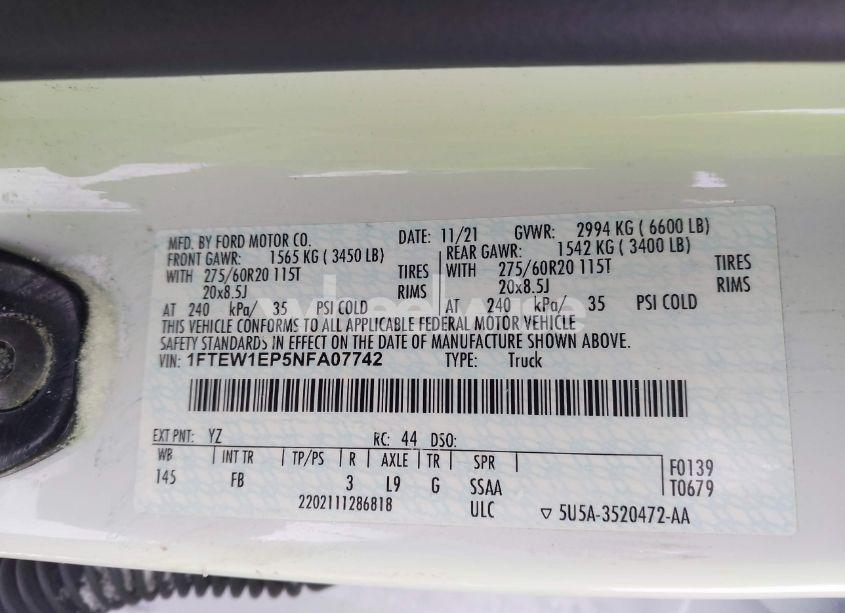 MFD. BY FORD MOTOR CO. DATE: 11/21 GVWR: 2994 KG ( 6600 LB)
FRONT GAWR: 1565 KG ( 3450 LB) REAR GAWR: 1542 KG ( 3400 LB)
WITH 275/60R20 115T TIRES WITH 275/60R20 115T TIRES
20x8.5J RIMS 20x8.5J RIMS
AT 240 kPa/ 35 PSI COLD AT 240 kPa/ 35 PSI COLD
THIS VEHICLE CONFORMS TO ALL APPLICABLE FEDERAL MOTOR VEHICLE
SAFETY STANDARDS IN EFFECT ON THE DATE OF MANUFACTURE SHOWN ABOVE.
VIN: 1FTEW1EP5NFA07742 TYPE: Truck
EXT PNT: YZ RC: 44 DSO:
WB INT TR TP/PS R AXLE TR SPR F0139
145 FB 3 L9 G SSAA T0679
2202111286818 ULC ▽ 5U5A-3520472-AA